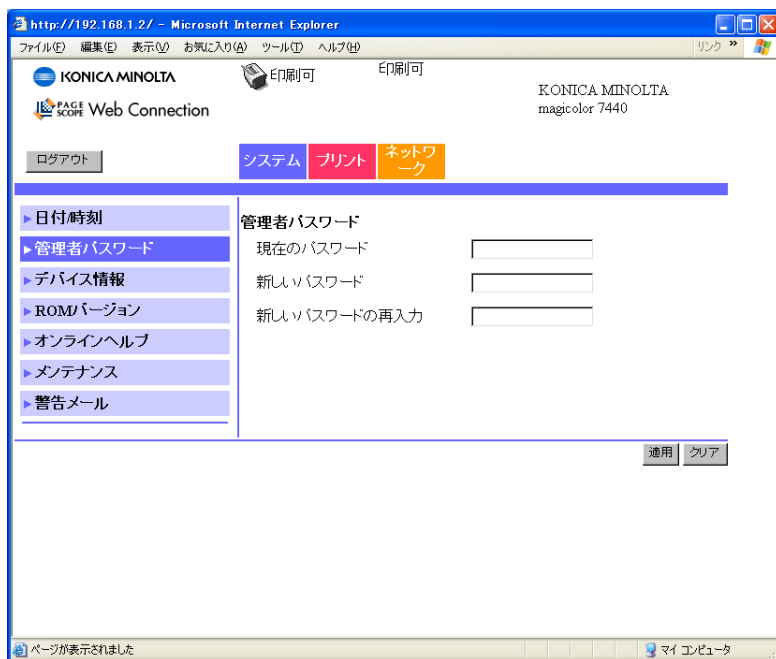 http://192.168.1.2/ - Microsoft Internet Explorer
ファイル(F) 編集(E) 表示(V) お気に入り(A) ツール(T) ヘルプ(H) リンク »
KONICA MINOLTA
印刷可
印刷可
PAGE SCOPE Web Connection
KONICA MINOLTA
magicolor 7440
ログアウト
システム
プリント
ネットワ
ーク
日付/時刻
管理者パスワード
デバイス情報
ROMバージョン
オンラインヘルプ
メンテナンス
警告メール
管理者パスワード
現在のパスワード
新しいパスワード
新しいパスワードの再入力
適用 クリア
ページが表示されました マイ コンピュータ